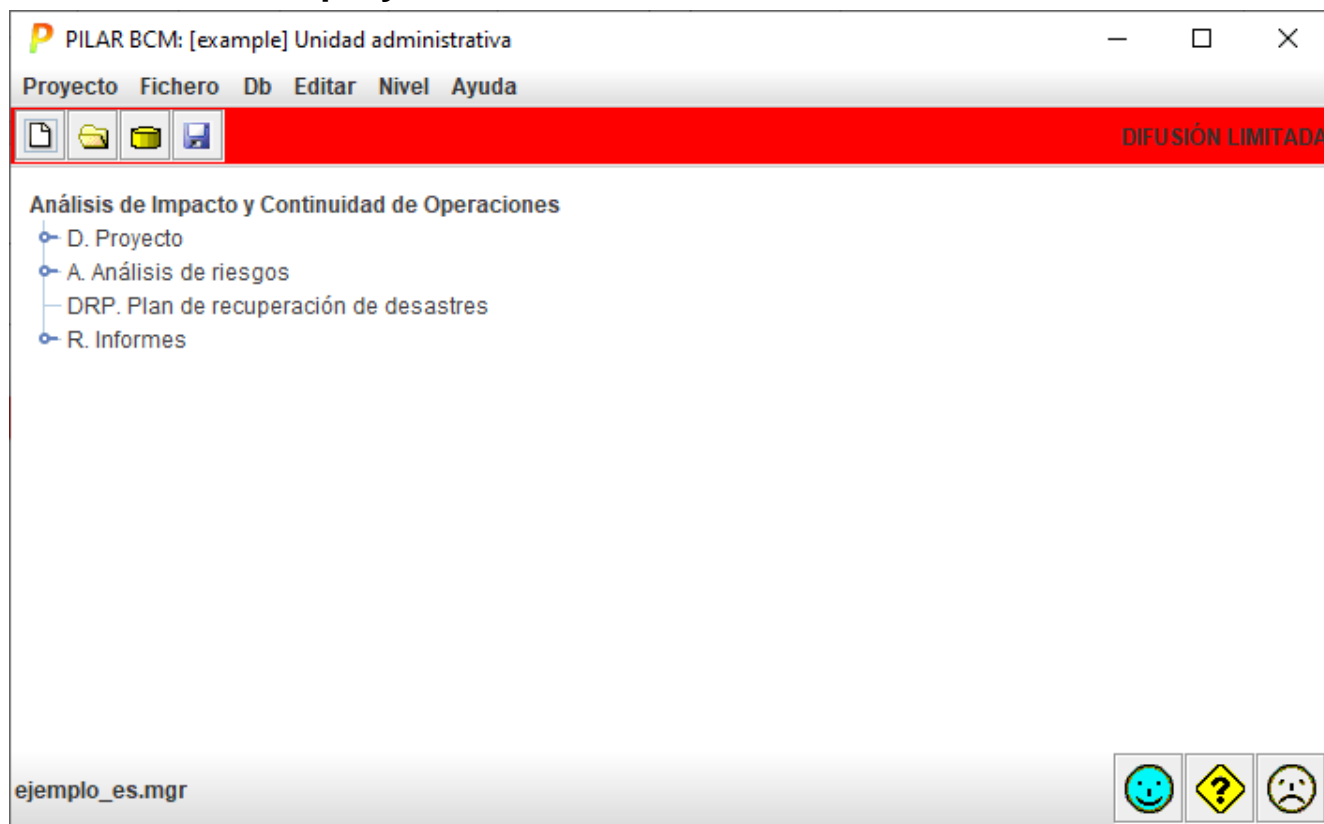 PILAR BCM: [example] Unidad administrativa
Proyecto Fichero Db Editar Nivel Ayuda
DIFUSIÓN LIMITADA
Análisis de Impacto y Continuidad de Operaciones
D. Proyecto
A. Análisis de riesgos
DRP. Plan de recuperación de desastres
R. Informes
ejemplo_es.mgr